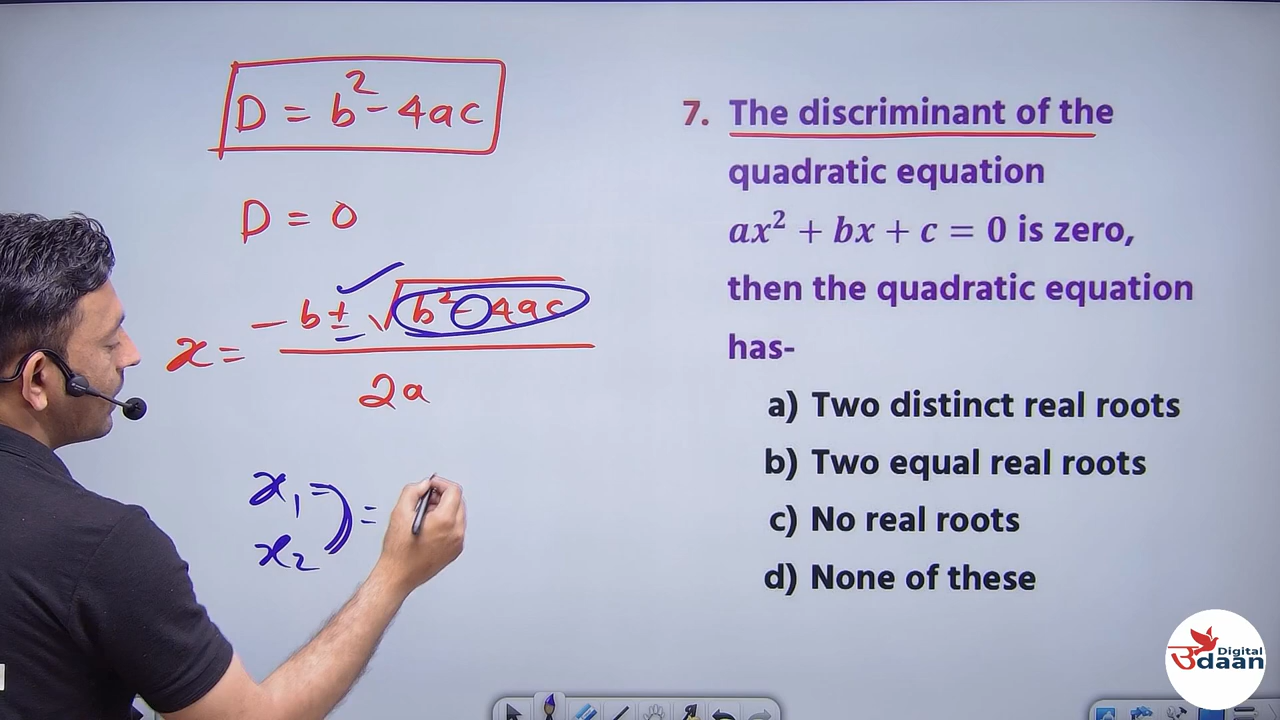 D = b² - 4ac
D = 0
x = -b ± √b² - 4ac / 2a
x₁
x₂ =
7. The discriminant of the
quadratic equation
ax² + bx + c = 0 is zero,
then the quadratic equation
has-
a) Two distinct real roots
b) Two equal real roots
c) No real roots
d) None of these
Digital
उdaan